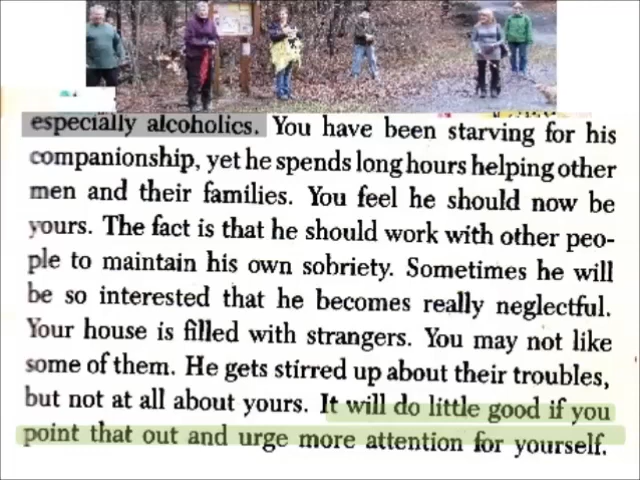 especially alcoholics. You have been starving for his
companionship, yet he spends long hours helping other
men and their families. You feel he should now be
yours. The fact is that he should work with other peo-
ple to maintain his own sobriety. Sometimes he will
be so interested that he becomes really neglectful.
Your house is filled with strangers. You may not like
some of them. He gets stirred up about their troubles,
but not at all about yours. It will do little good if you
point that out and urge more attention for yourself.